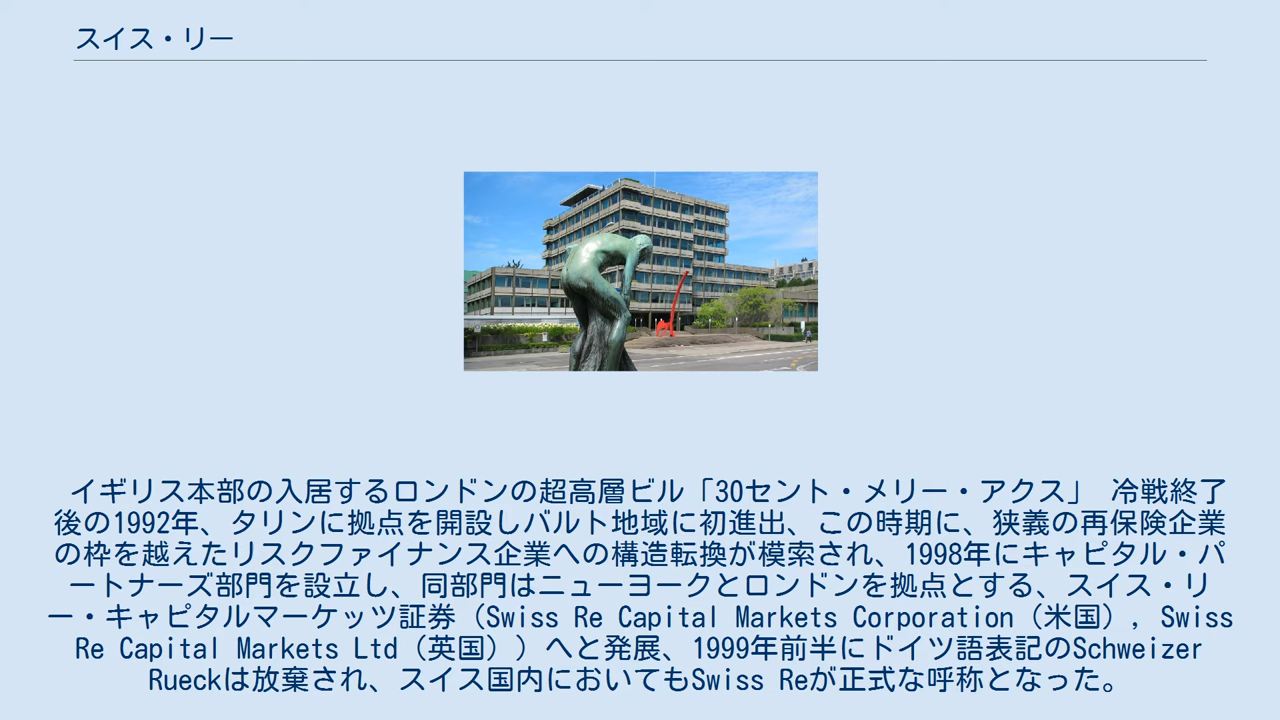 スイス・リー
イギリス本部の入居するロンドンの超高層ビル「30セント・メリー・アクス」 冷戦終了
後の1992年、タリンに拠点を開設しバルト地域に初進出、この時期に、狭義の再保険企業
の枠を越えたリスクファイナンス企業への構造転換が模索され、1998年にキャピタル・パ
ートナーズ部門を設立し、同部門はニューヨークとロンドンを拠点とする、スイス・リ
ー・キャピタルマーケッツ証券（Swiss Re Capital Markets Corporation（米国）, Swiss
Re Capital Markets Ltd（英国））へと発展、1999年前半にドイツ語表記のSchweizer
Rueckは放棄され、スイス国内においてもSwiss Reが正式な呼称となった。